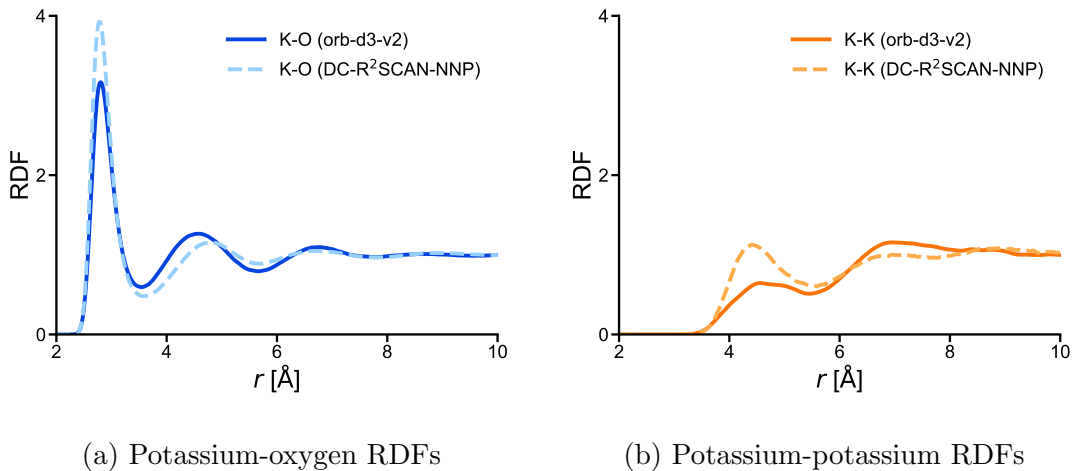 4
2
0
RDF
K-O (orb-d3-v2)
K-O (DC-R²SCAN-NNP)
2 4 6 8 10
r [Å]
(a) Potassium-oxygen RDFs
4
2
0
RDF
K-K (orb-d3-v2)
K-K (DC-R²SCAN-NNP)
2 4 6 8 10
r [Å]
(b) Potassium-potassium RDFs